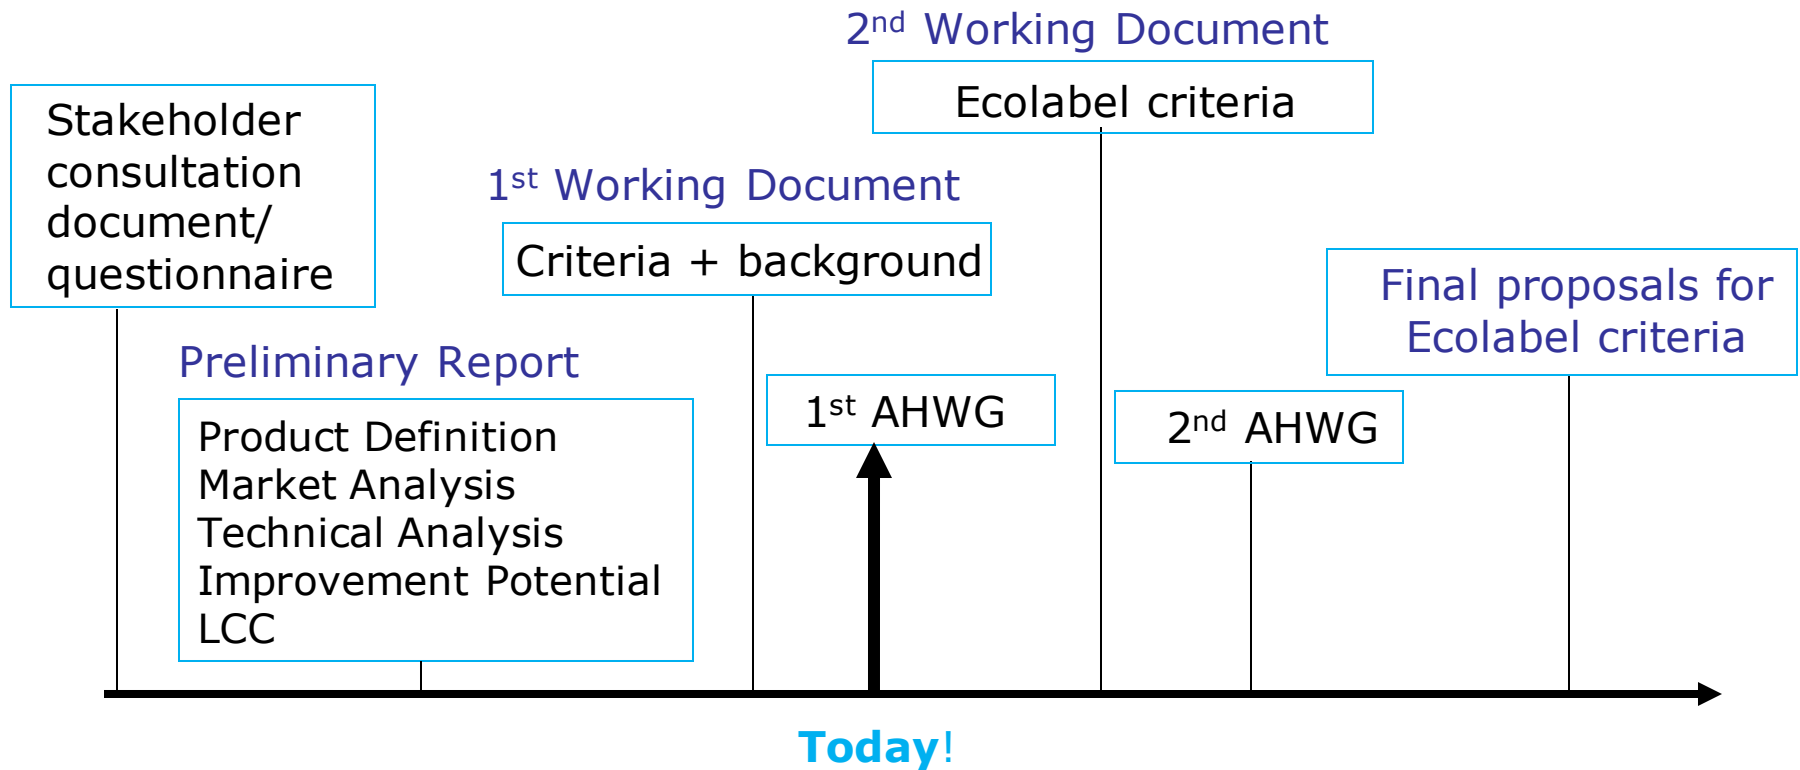 2nd Working Document
Ecolabel criteria
Stakeholder
consultation
document/
questionnaire
1st Working Document
Criteria + background
Final proposals for
Ecolabel criteria
Preliminary Report
Product Definition
Market Analysis
Technical Analysis
Improvement Potential
LCC
1st AHWG
2nd AHWG
Today!